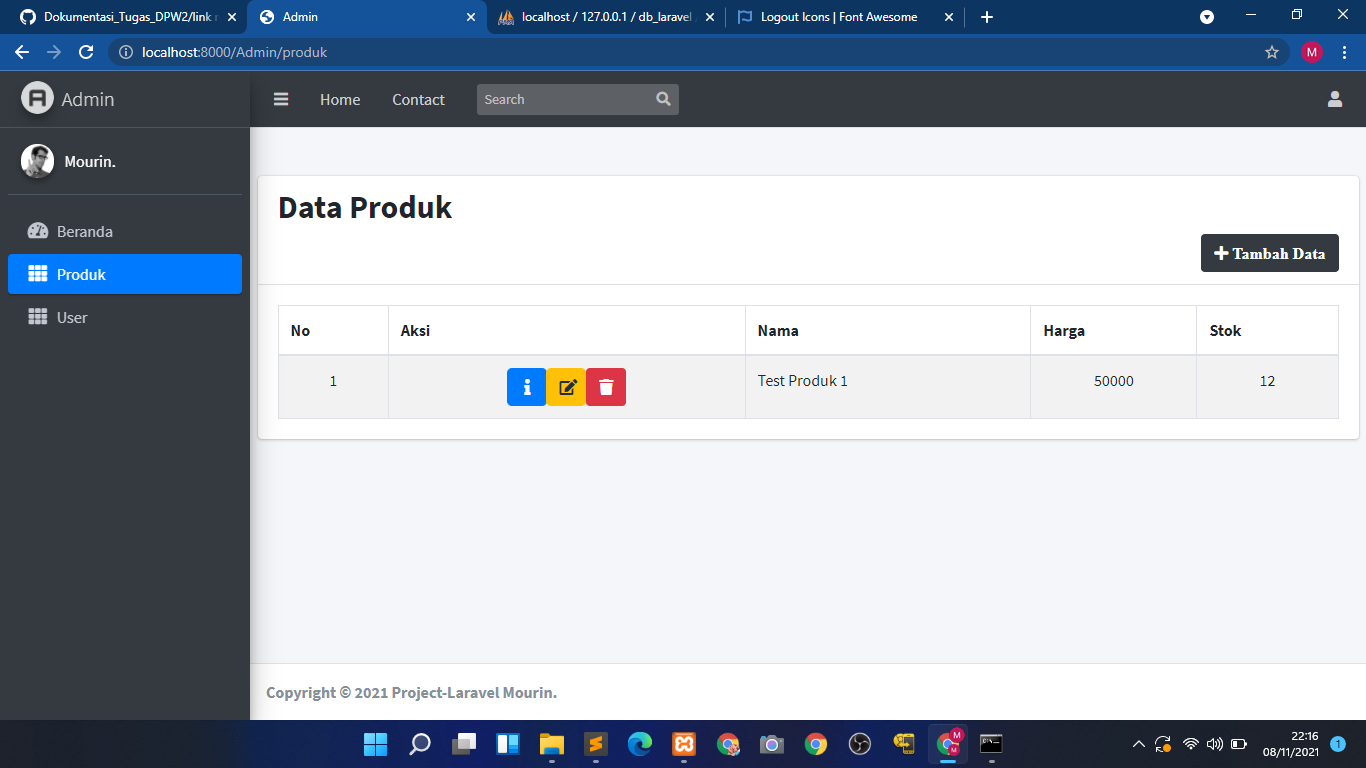 Dokumentasi_Tugas_DPW2/link
Admin
localhost / 127.0.0.1 / db_laravel
Logout Icons | Font Awesome
localhost:8000/Admin/produk
M
Admin
Home
Contact
Search
Mourin.
Beranda
Produk
User
Data Produk
Tambah Data
No Aksi Nama Harga Stok
1 Test Produk 1 50000 12
Copyright © 2021 Project-Laravel Mourin.
22:16
08/11/2021
1